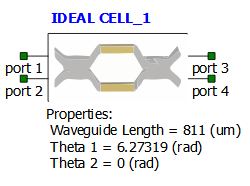 IDEAL CELL_1
port 1
port 3
port 2
port 4
Properties:
Waveguide Length = 811 (um)
Theta 1 = 6.27319 (rad)
Theta 2 = 0 (rad)